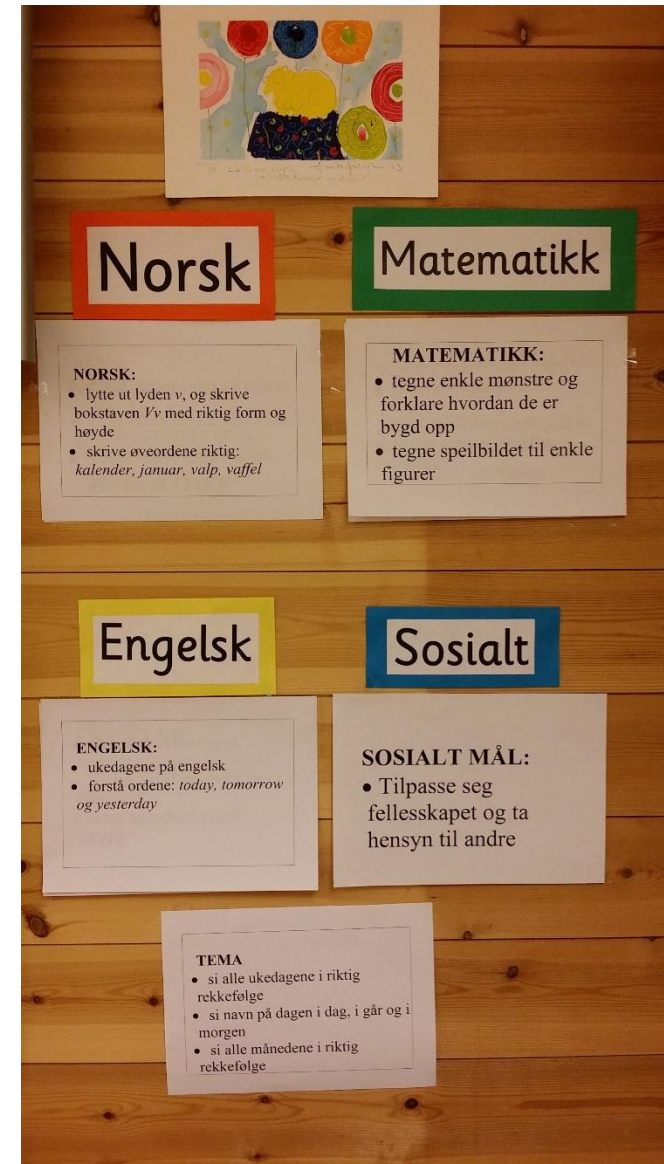 Norsk
Matematikk
NORSK:
• lytte ut lyden v, og skrive
bokstaven Vv med riktig form og
høyde
• skrive øveordene riktig:
kalender, januar, valp, vaffel
MATEMATIKK:
• tegne enkle mønstre og
forklare hvordan de er
bygd opp
• tegne speilbildet til enkle
figurer
Engelsk
Sosialt
ENGELSK:
• ukedagene på engelsk
• forstå ordene: today, tomorrow
og yesterday
SOSIALT MÅL:
• Tilpasse seg
fellesskapet og ta
hensyn til andre
TEMA
• si alle ukedagene i riktig
rekkefølge
• si navn på dagen i dag, i går og i
morgen
• si alle månedene i riktig
rekkefølge